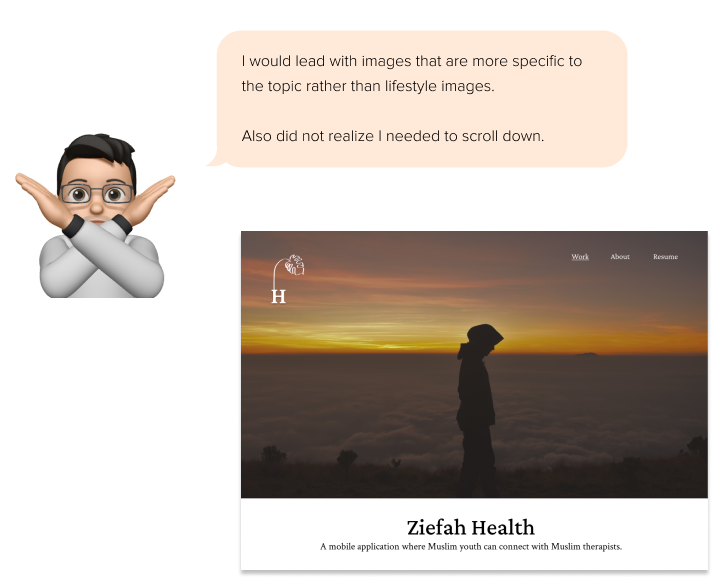 I would lead with images that are more specific to
the topic rather than lifestyle images.
Also did not realize I needed to scroll down.
Work About Resume
H
Ziefah Health
A mobile application where Muslim youth can connect with Muslim therapists.